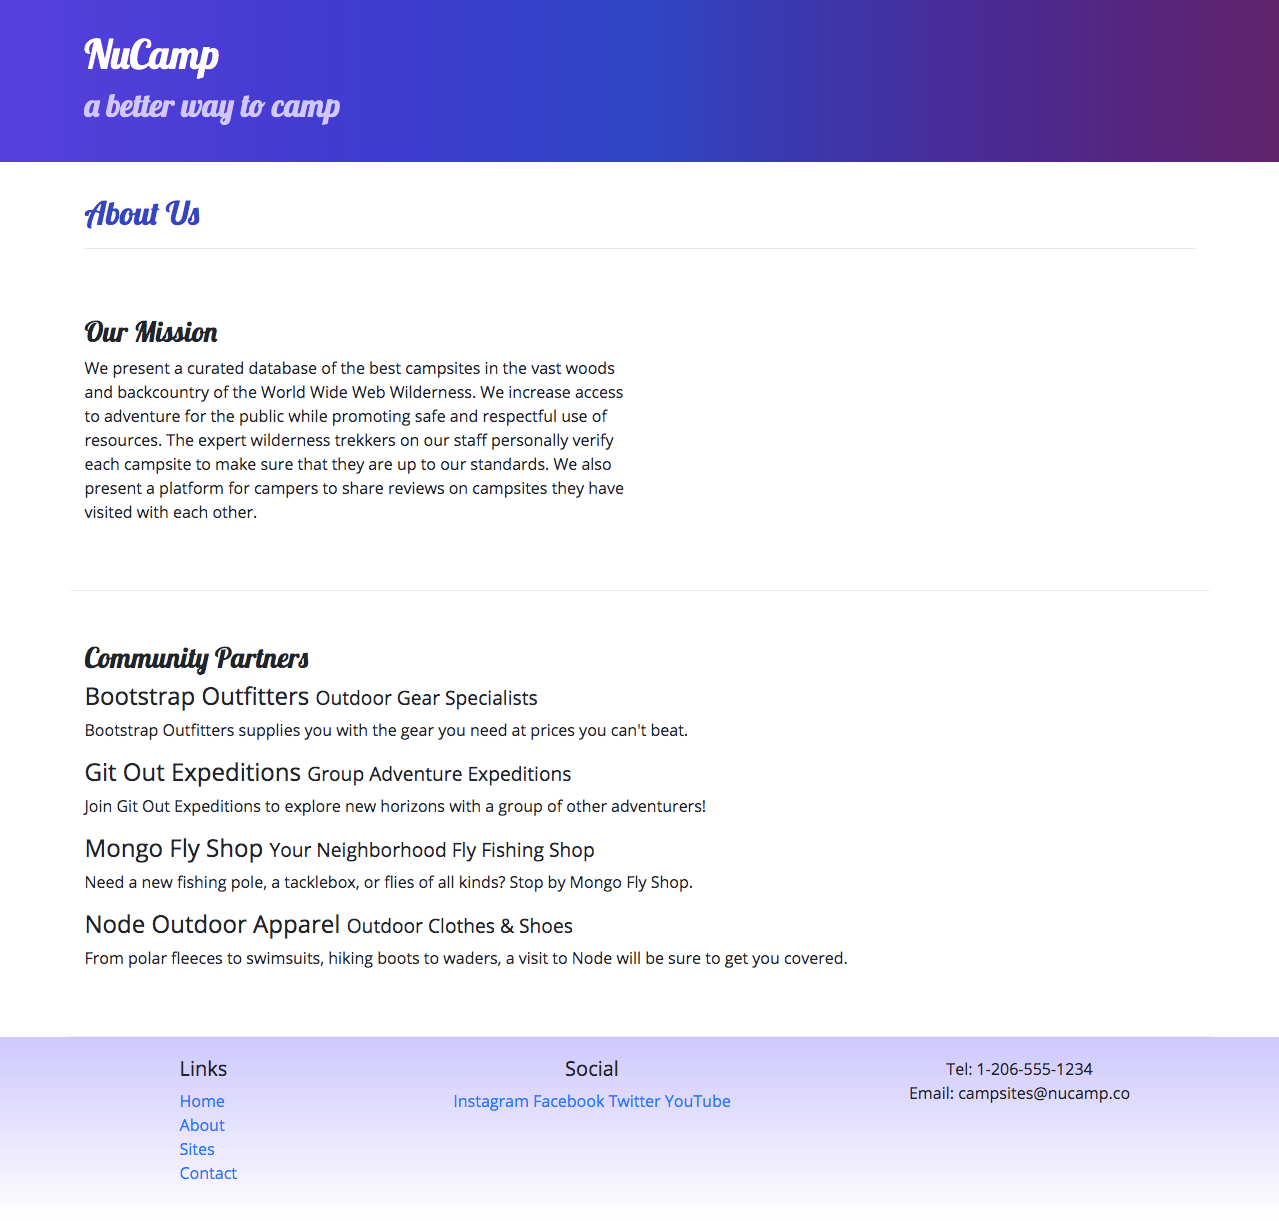 NuCamp
a better way to camp
About Us
Our Mission
We present a curated database of the best campsites in the vast woods
and backcountry of the World Wide Web Wilderness. We increase access
to adventure for the public while promoting safe and respectful use of
resources. The expert wilderness trekkers on our staff personally verify
each campsite to make sure that they are up to our standards. We also
present a platform for campers to share reviews on campsites they have
visited with each other.
Community Partners
Bootstrap Outfitters Outdoor Gear Specialists
Bootstrap Outfitters supplies you with the gear you need at prices you can't beat.
Git Out Expeditions Group Adventure Expeditions
Join Git Out Expeditions to explore new horizons with a group of other adventurers!
Mongo Fly Shop Your Neighborhood Fly Fishing Shop
Need a new fishing pole, a tacklebox, or flies of all kinds? Stop by Mongo Fly Shop.
Node Outdoor Apparel Outdoor Clothes & Shoes
From polar fleeces to swimsuits, hiking boots to waders, a visit to Node will be sure to get you covered.
Links
Home
About
Sites
Contact
Social
Instagram Facebook Twitter YouTube
Tel: 1-206-555-1234
Email: campsites@nucamp.co